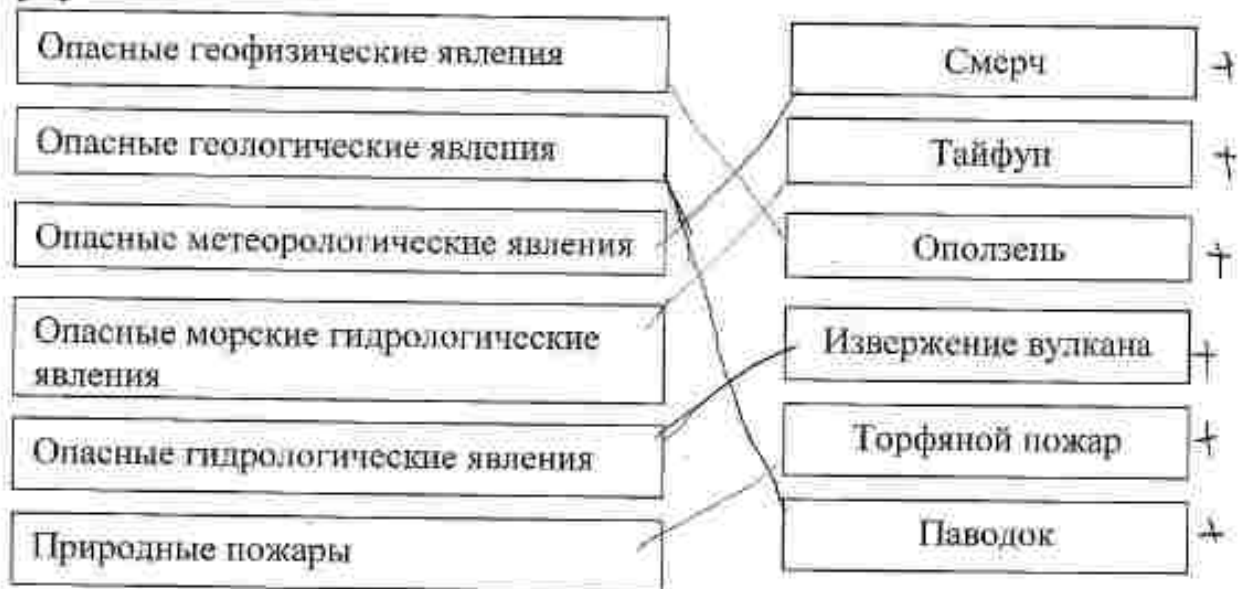 Опасные геофизические явления
Смерч +
Опасные геологические явления
Тайфун +
Опасные метеорологические явления
Оползень +
Опасные морские гидрологические
явления
Извержение вулкана +
Опасные гидрологические явления
Торфяной пожар +
Природные пожары
Паводок +